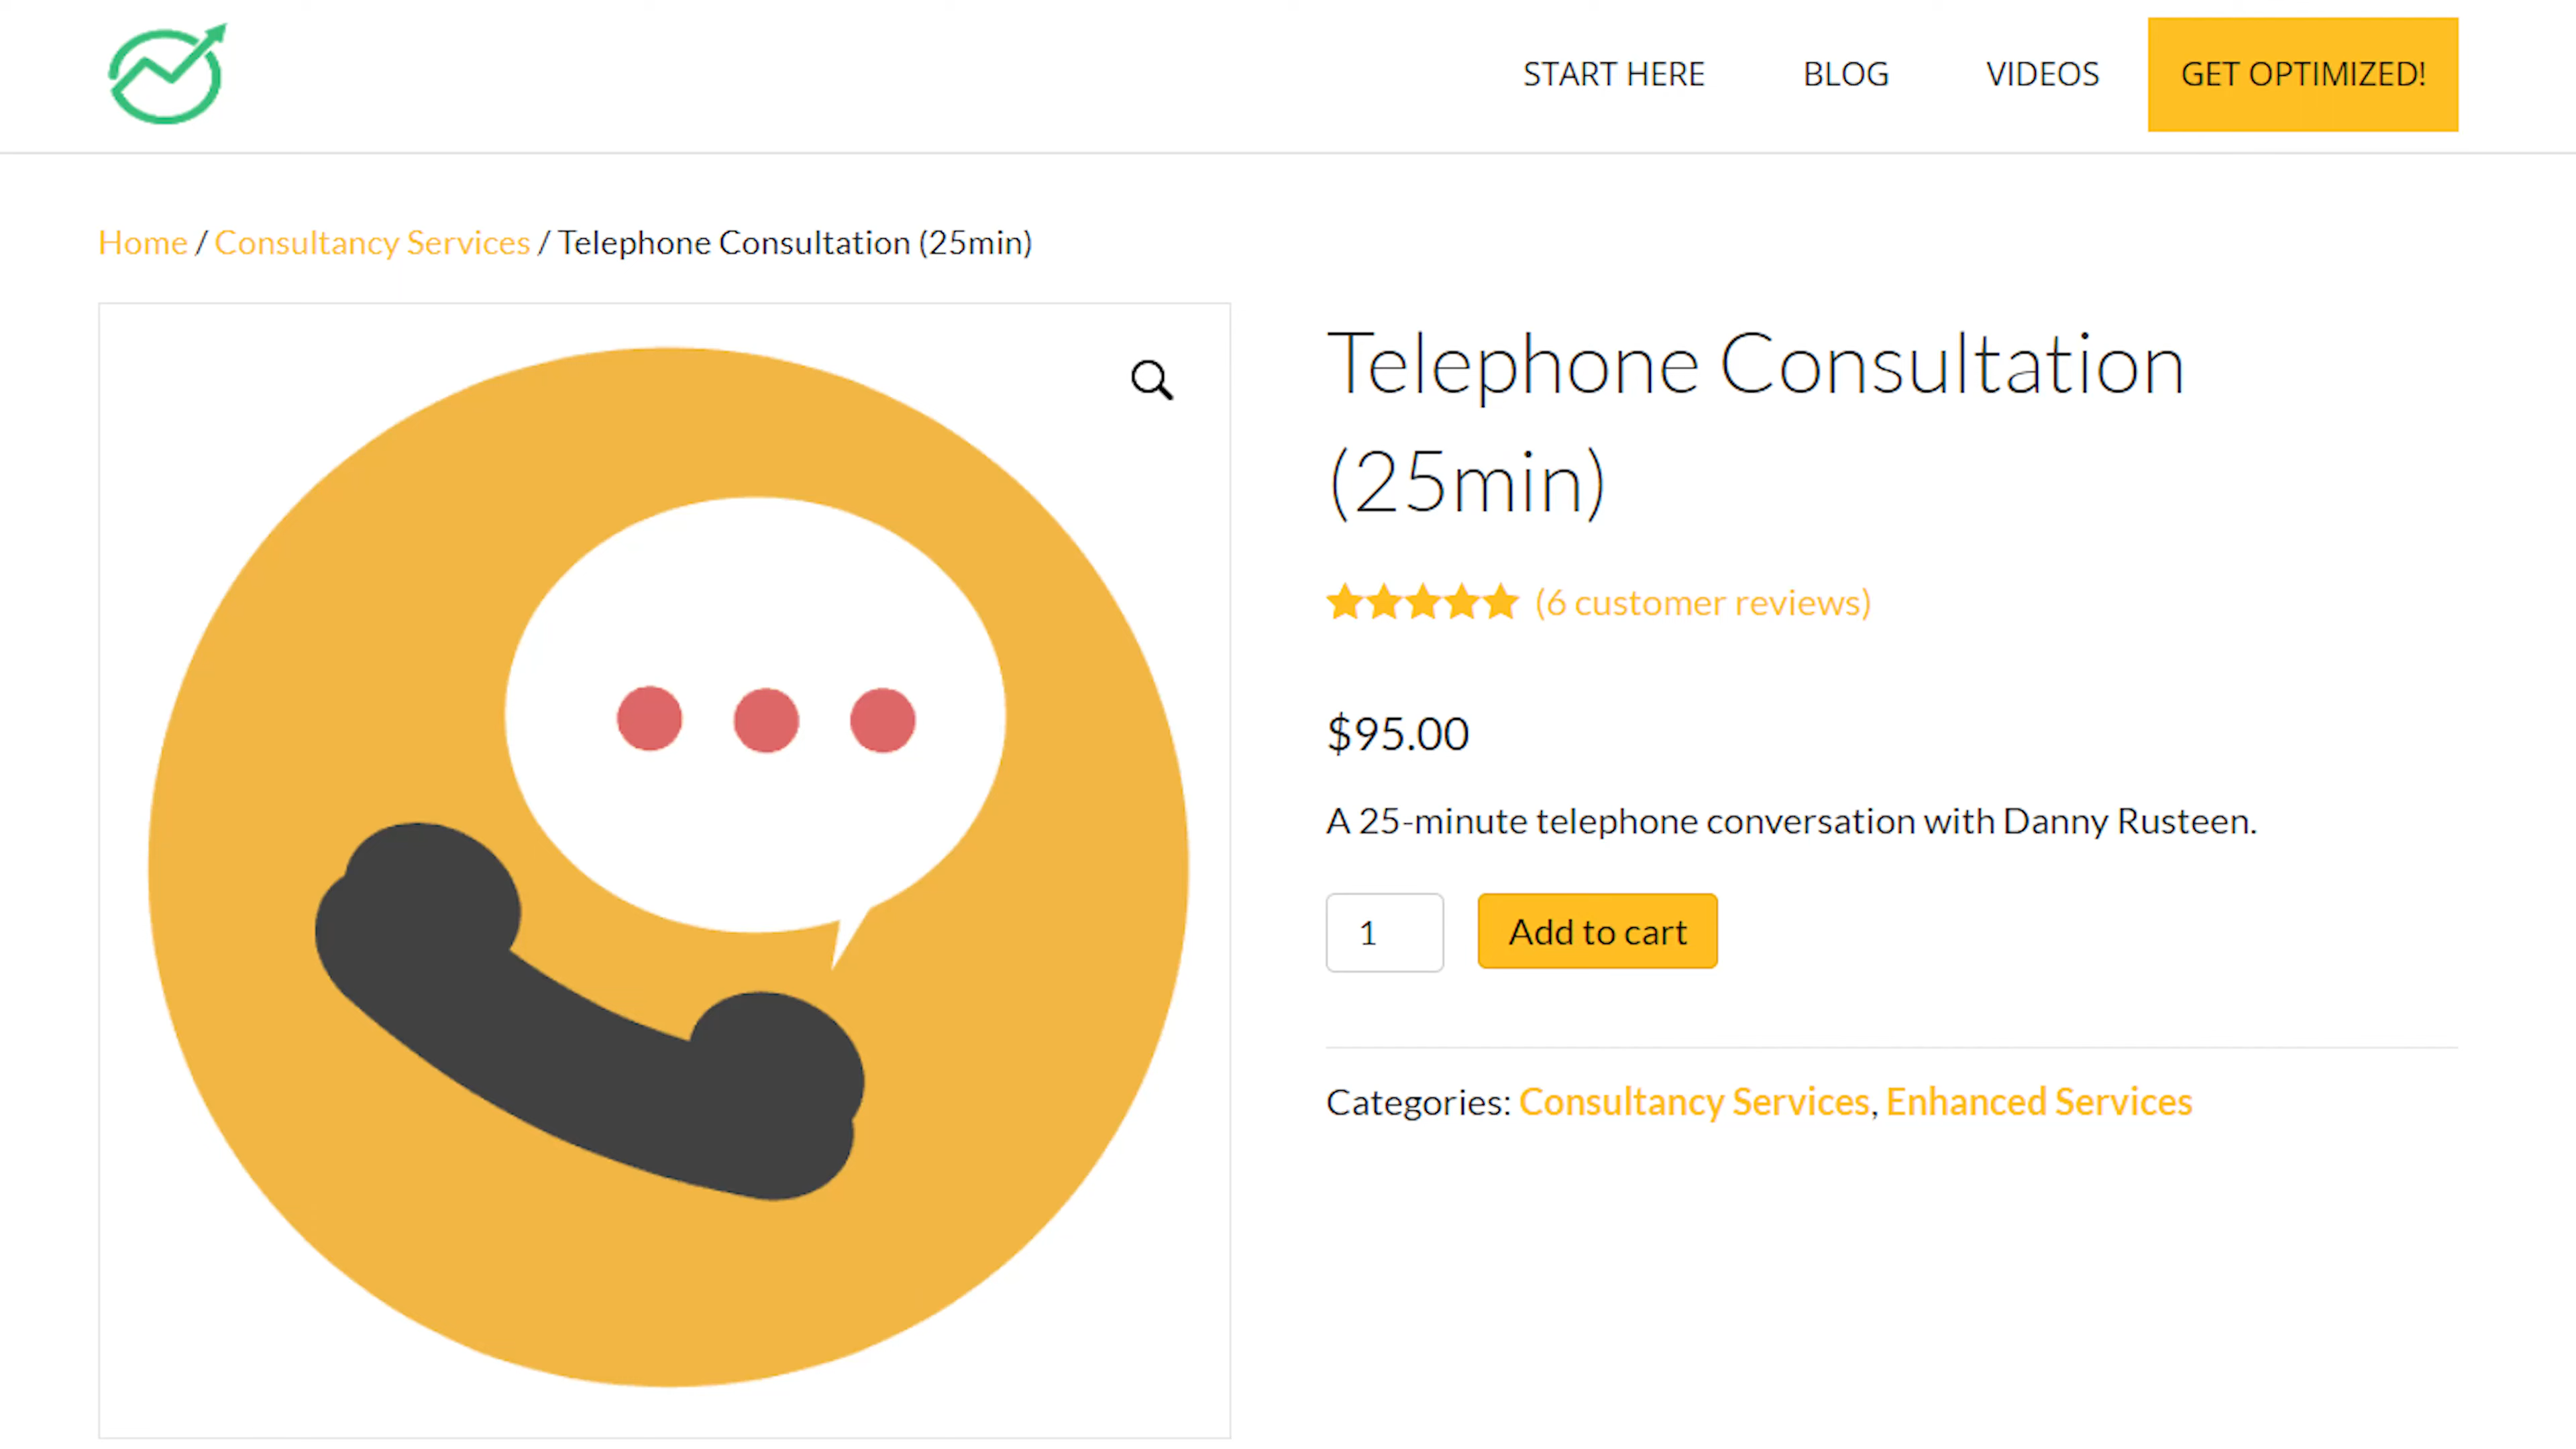 START HERE BLOG VIDEOS GET OPTIMIZED!
Home / Consultancy Services / Telephone Consultation (25min)
Telephone Consultation
(25min)
(6 customer reviews)
$95.00
A 25-minute telephone conversation with Danny Rusteen.
1 Add to cart
Categories: Consultancy Services, Enhanced Services